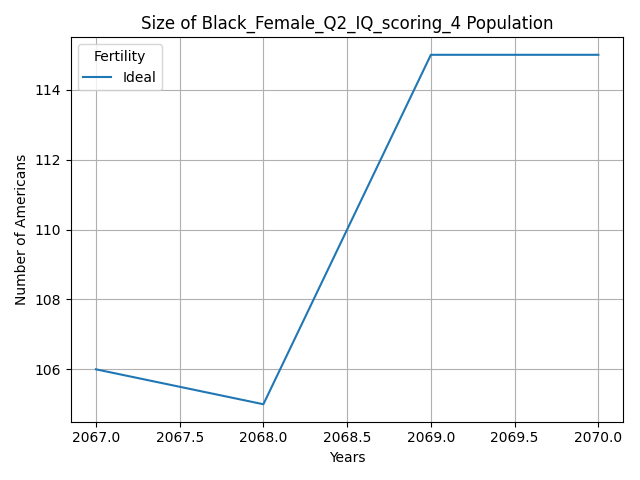 Size of Black_Female_Q2_IQ_scoring_4 Population
Fertility
Ideal
Number of Americans
114
112
110
108
106
2067.0 2067.5 2068.0 2068.5 2069.0 2069.5 2070.0
Years